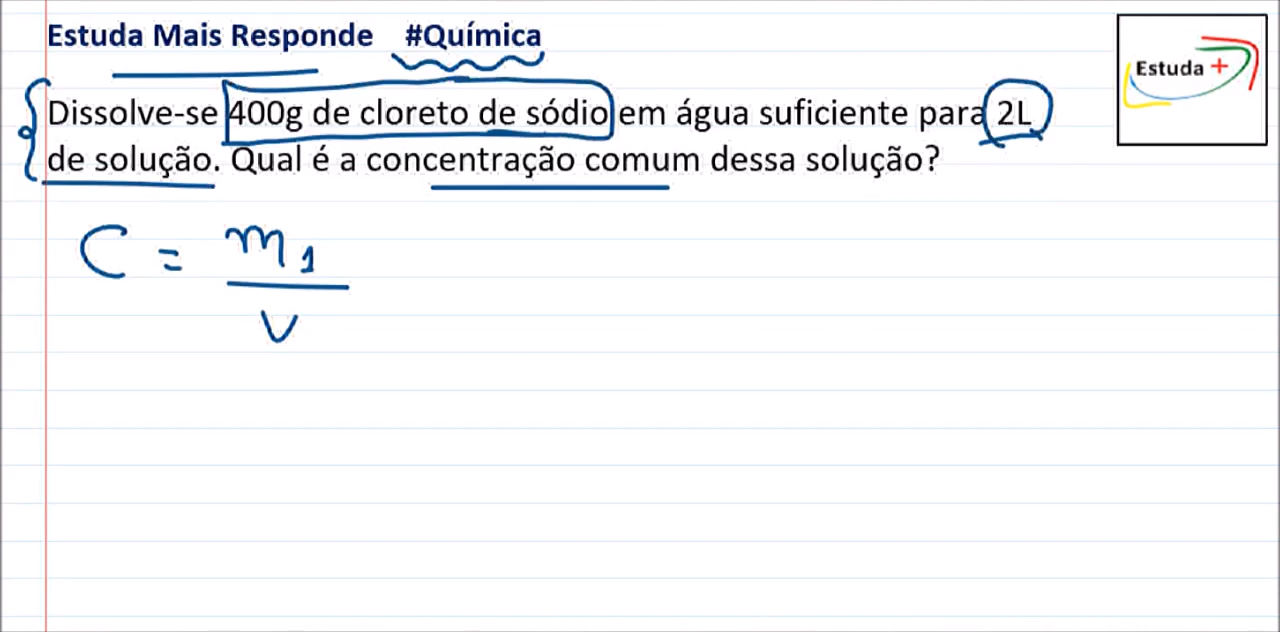 Estuda Mais Responde #Química
Estuda +
Dissolve-se 400g de cloreto de sódio em água suficiente para 2L
de solução. Qual é a concentração comum dessa solução?
C = m₁
V